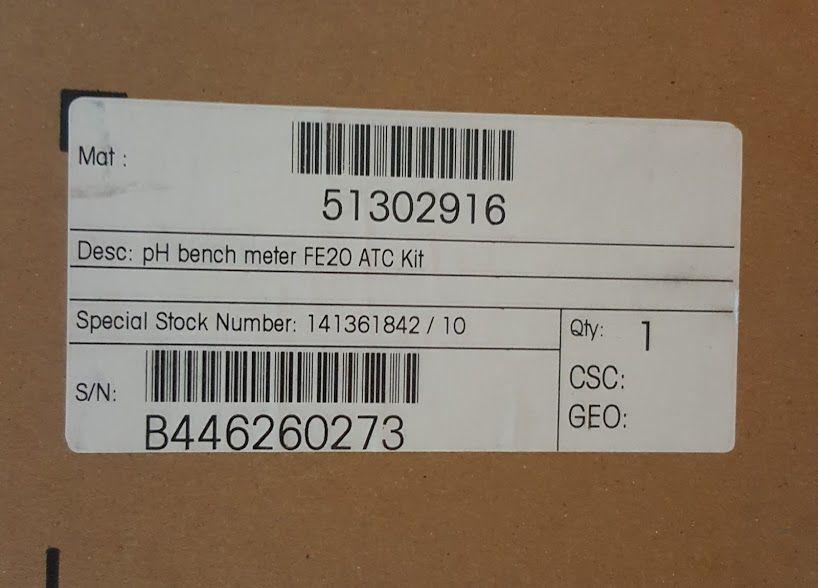 Mat :
51302916
Desc: pH bench meter FE20 ATC Kit
Special Stock Number: 141361842 / 10
Qty: 1
S/N:
B446260273
CSC:
GEO: